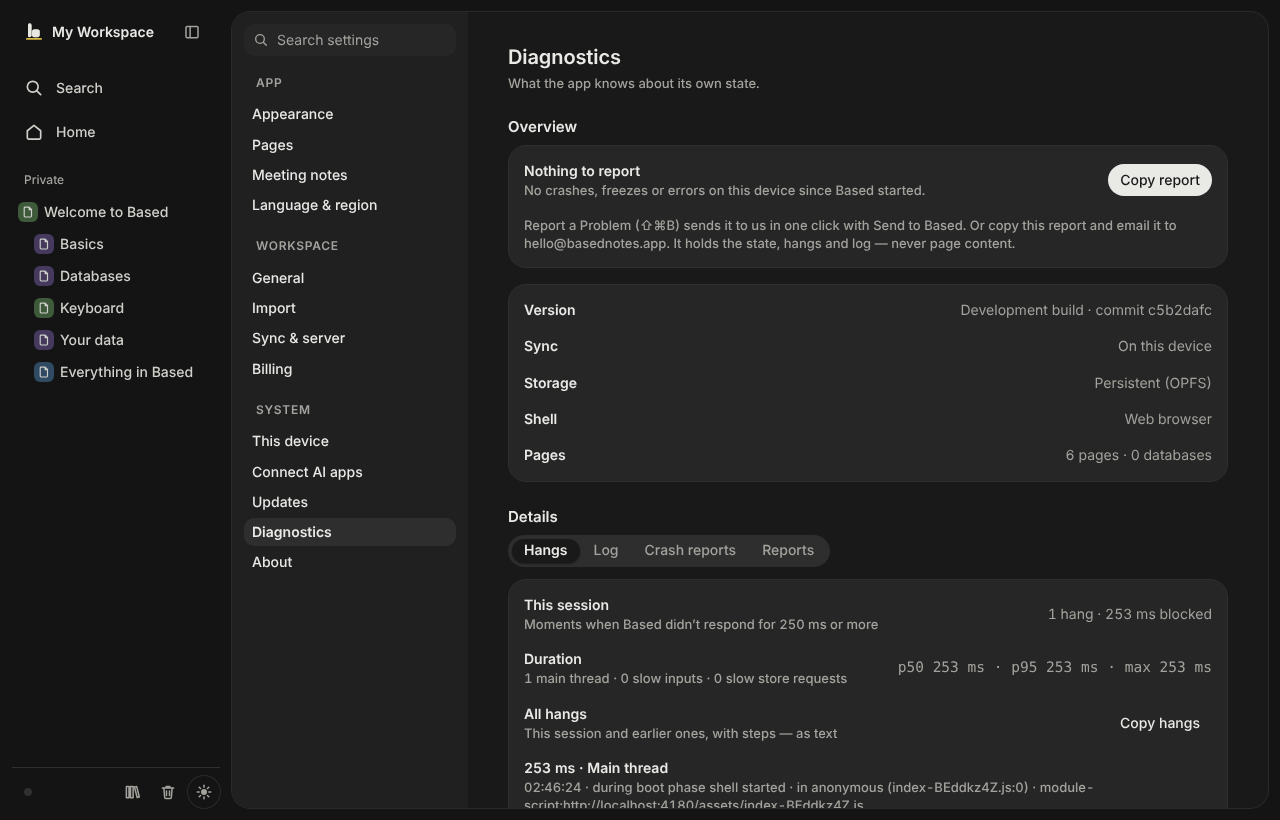 My Workspace
Search
Home
Private
Welcome to Based
Basics
Databases
Keyboard
Your data
Everything in Based
Search settings
APP
Appearance
Pages
Meeting notes
Language & region
WORKSPACE
General
Import
Sync & server
Billing
SYSTEM
This device
Connect AI apps
Updates
Diagnostics
About
Diagnostics
What the app knows about its own state.
Overview
Nothing to report
No crashes, freezes or errors on this device since Based started.
Copy report
Report a Problem (⇧⌘B) sends it to us in one click with Send to Based. Or copy this report and email it to
hello@basednotes.app. It holds the state, hangs and log — never page content.
Version Development build · commit c5b2dafc
Sync On this device
Storage Persistent (OPFS)
Shell Web browser
Pages 6 pages · 0 databases
Details
Hangs Log Crash reports Reports
This session
Moments when Based didn’t respond for 250 ms or more
1 hang · 253 ms blocked
Duration
1 main thread · 0 slow inputs · 0 slow store requests
p50 253 ms · p95 253 ms · max 253 ms
All hangs
This session and earlier ones, with steps — as text
Copy hangs
253 ms · Main thread
02:46:24 · during boot phase shell started · in anonymous (index-BEddkz4Z.js:0) · module-
script:http://localhost:4180/assets/index-BEddkz4Z.js